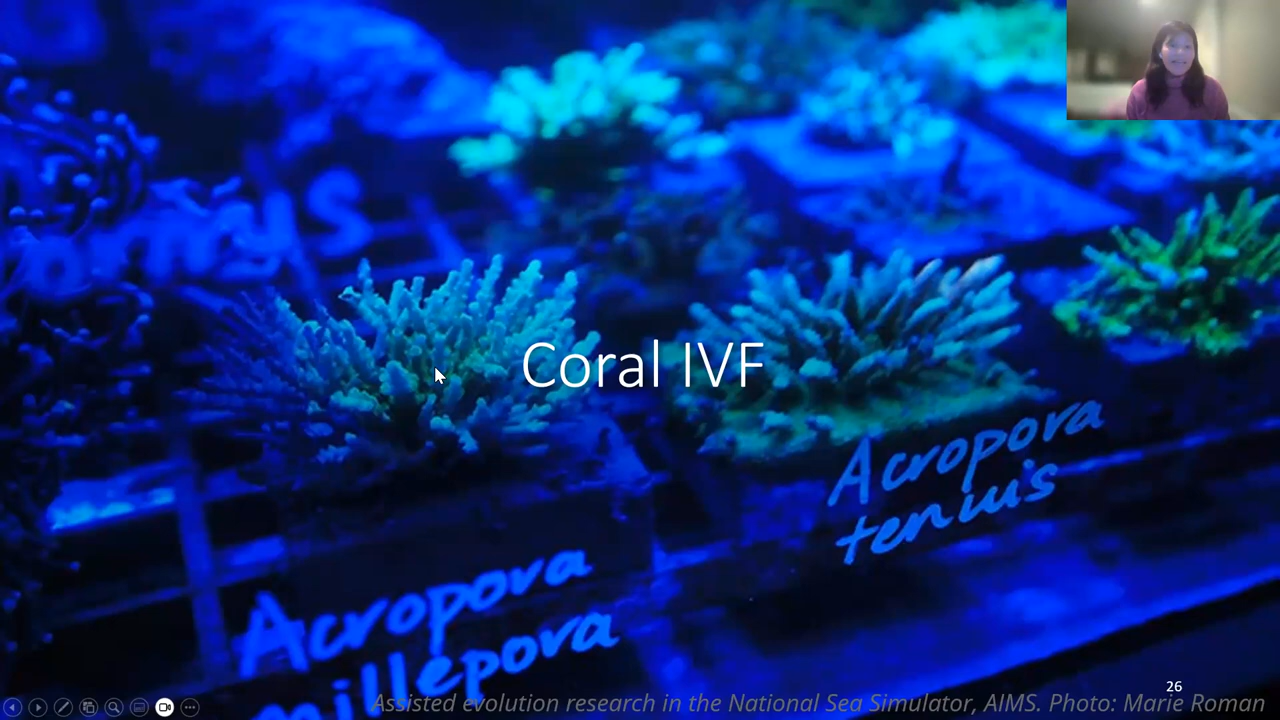 Coral IVF
Acropora
tenuis
Acropora
millepora
26
Assisted evolution research in the National Sea Simulator, AIMS. Photo: Marie Roman